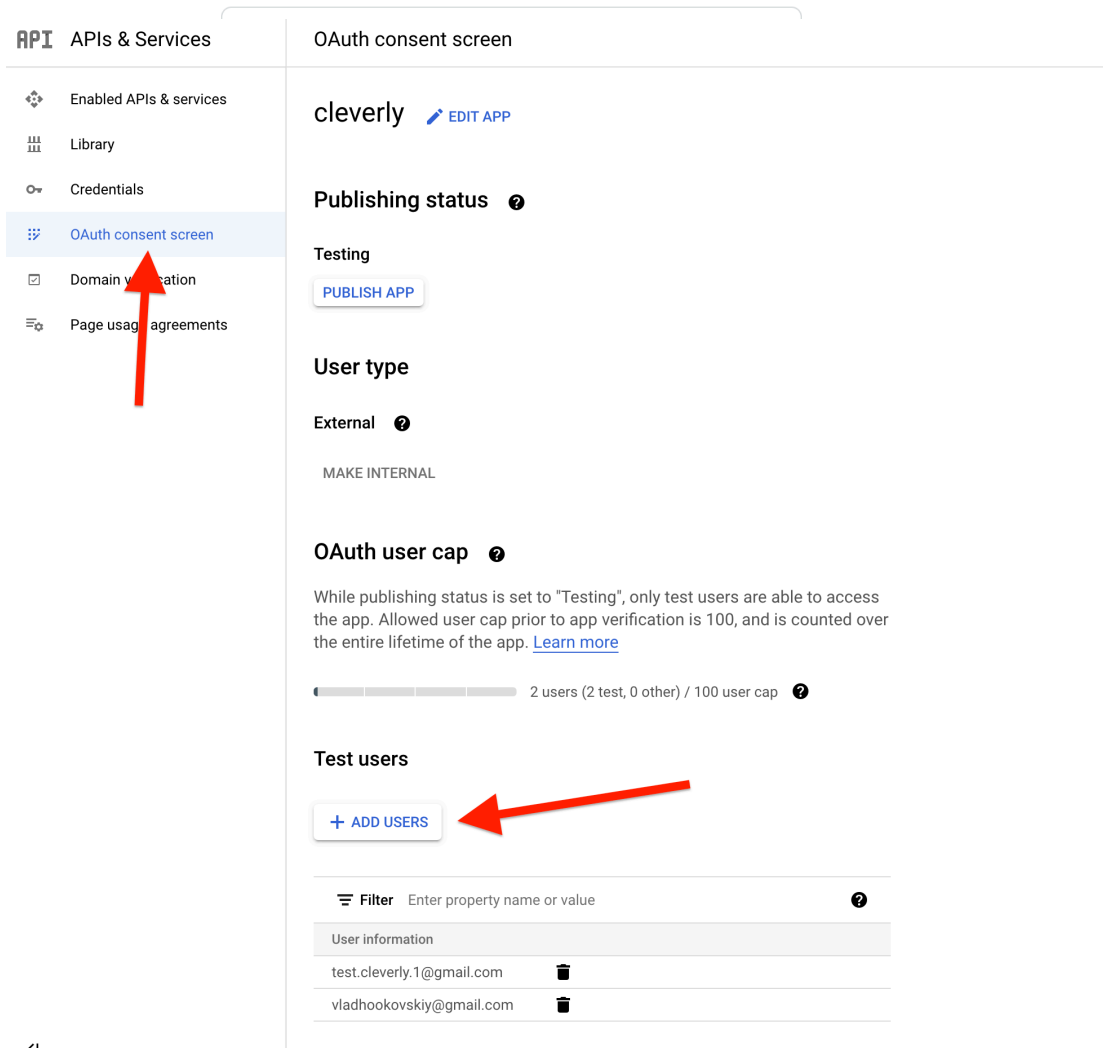 API APIs & Services
OAuth consent screen
Enabled APIs & services
Library
Credentials
OAuth consent screen
Domain verification
Page usage agreements
cleverly
EDIT APP
Publishing status
Testing
PUBLISH APP
User type
External
MAKE INTERNAL
OAuth user cap
While publishing status is set to "Testing", only test users are able to access
the app. Allowed user cap prior to app verification is 100, and is counted over
the entire lifetime of the app. Learn more
2 users (2 test, 0 other) / 100 user cap
Test users
+ ADD USERS
Filter Enter property name or value
User information
test.cleverly.1@gmail.com
vladhookovskiy@gmail.com